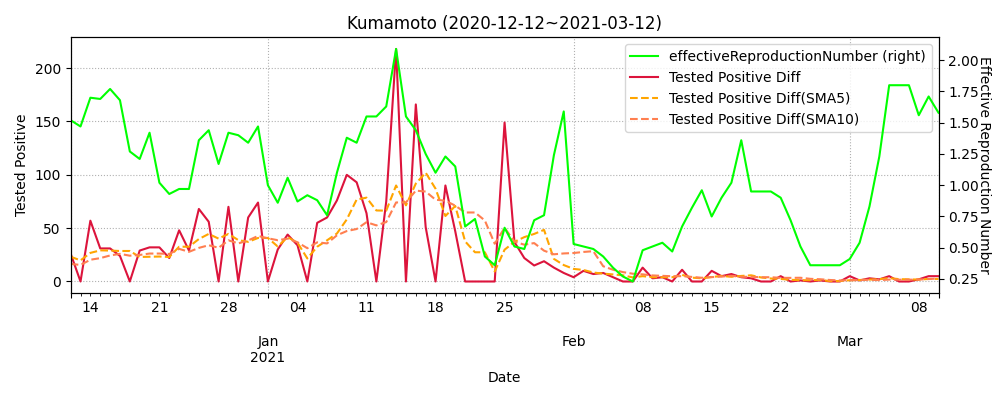 Kumamoto (2020-12-12~2021-03-12)
effectiveReproductionNumber (right)
Tested Positive Diff
Tested Positive Diff(SMA5)
Tested Positive Diff(SMA10)
Tested Positive
200
150
100
50
0
Effective Reproduction Number
2.00
1.75
1.50
1.25
1.00
0.75
0.50
0.25
14 21 28 04 11 18 25 08 15 22 08
Jan Feb Mar
2021
Date